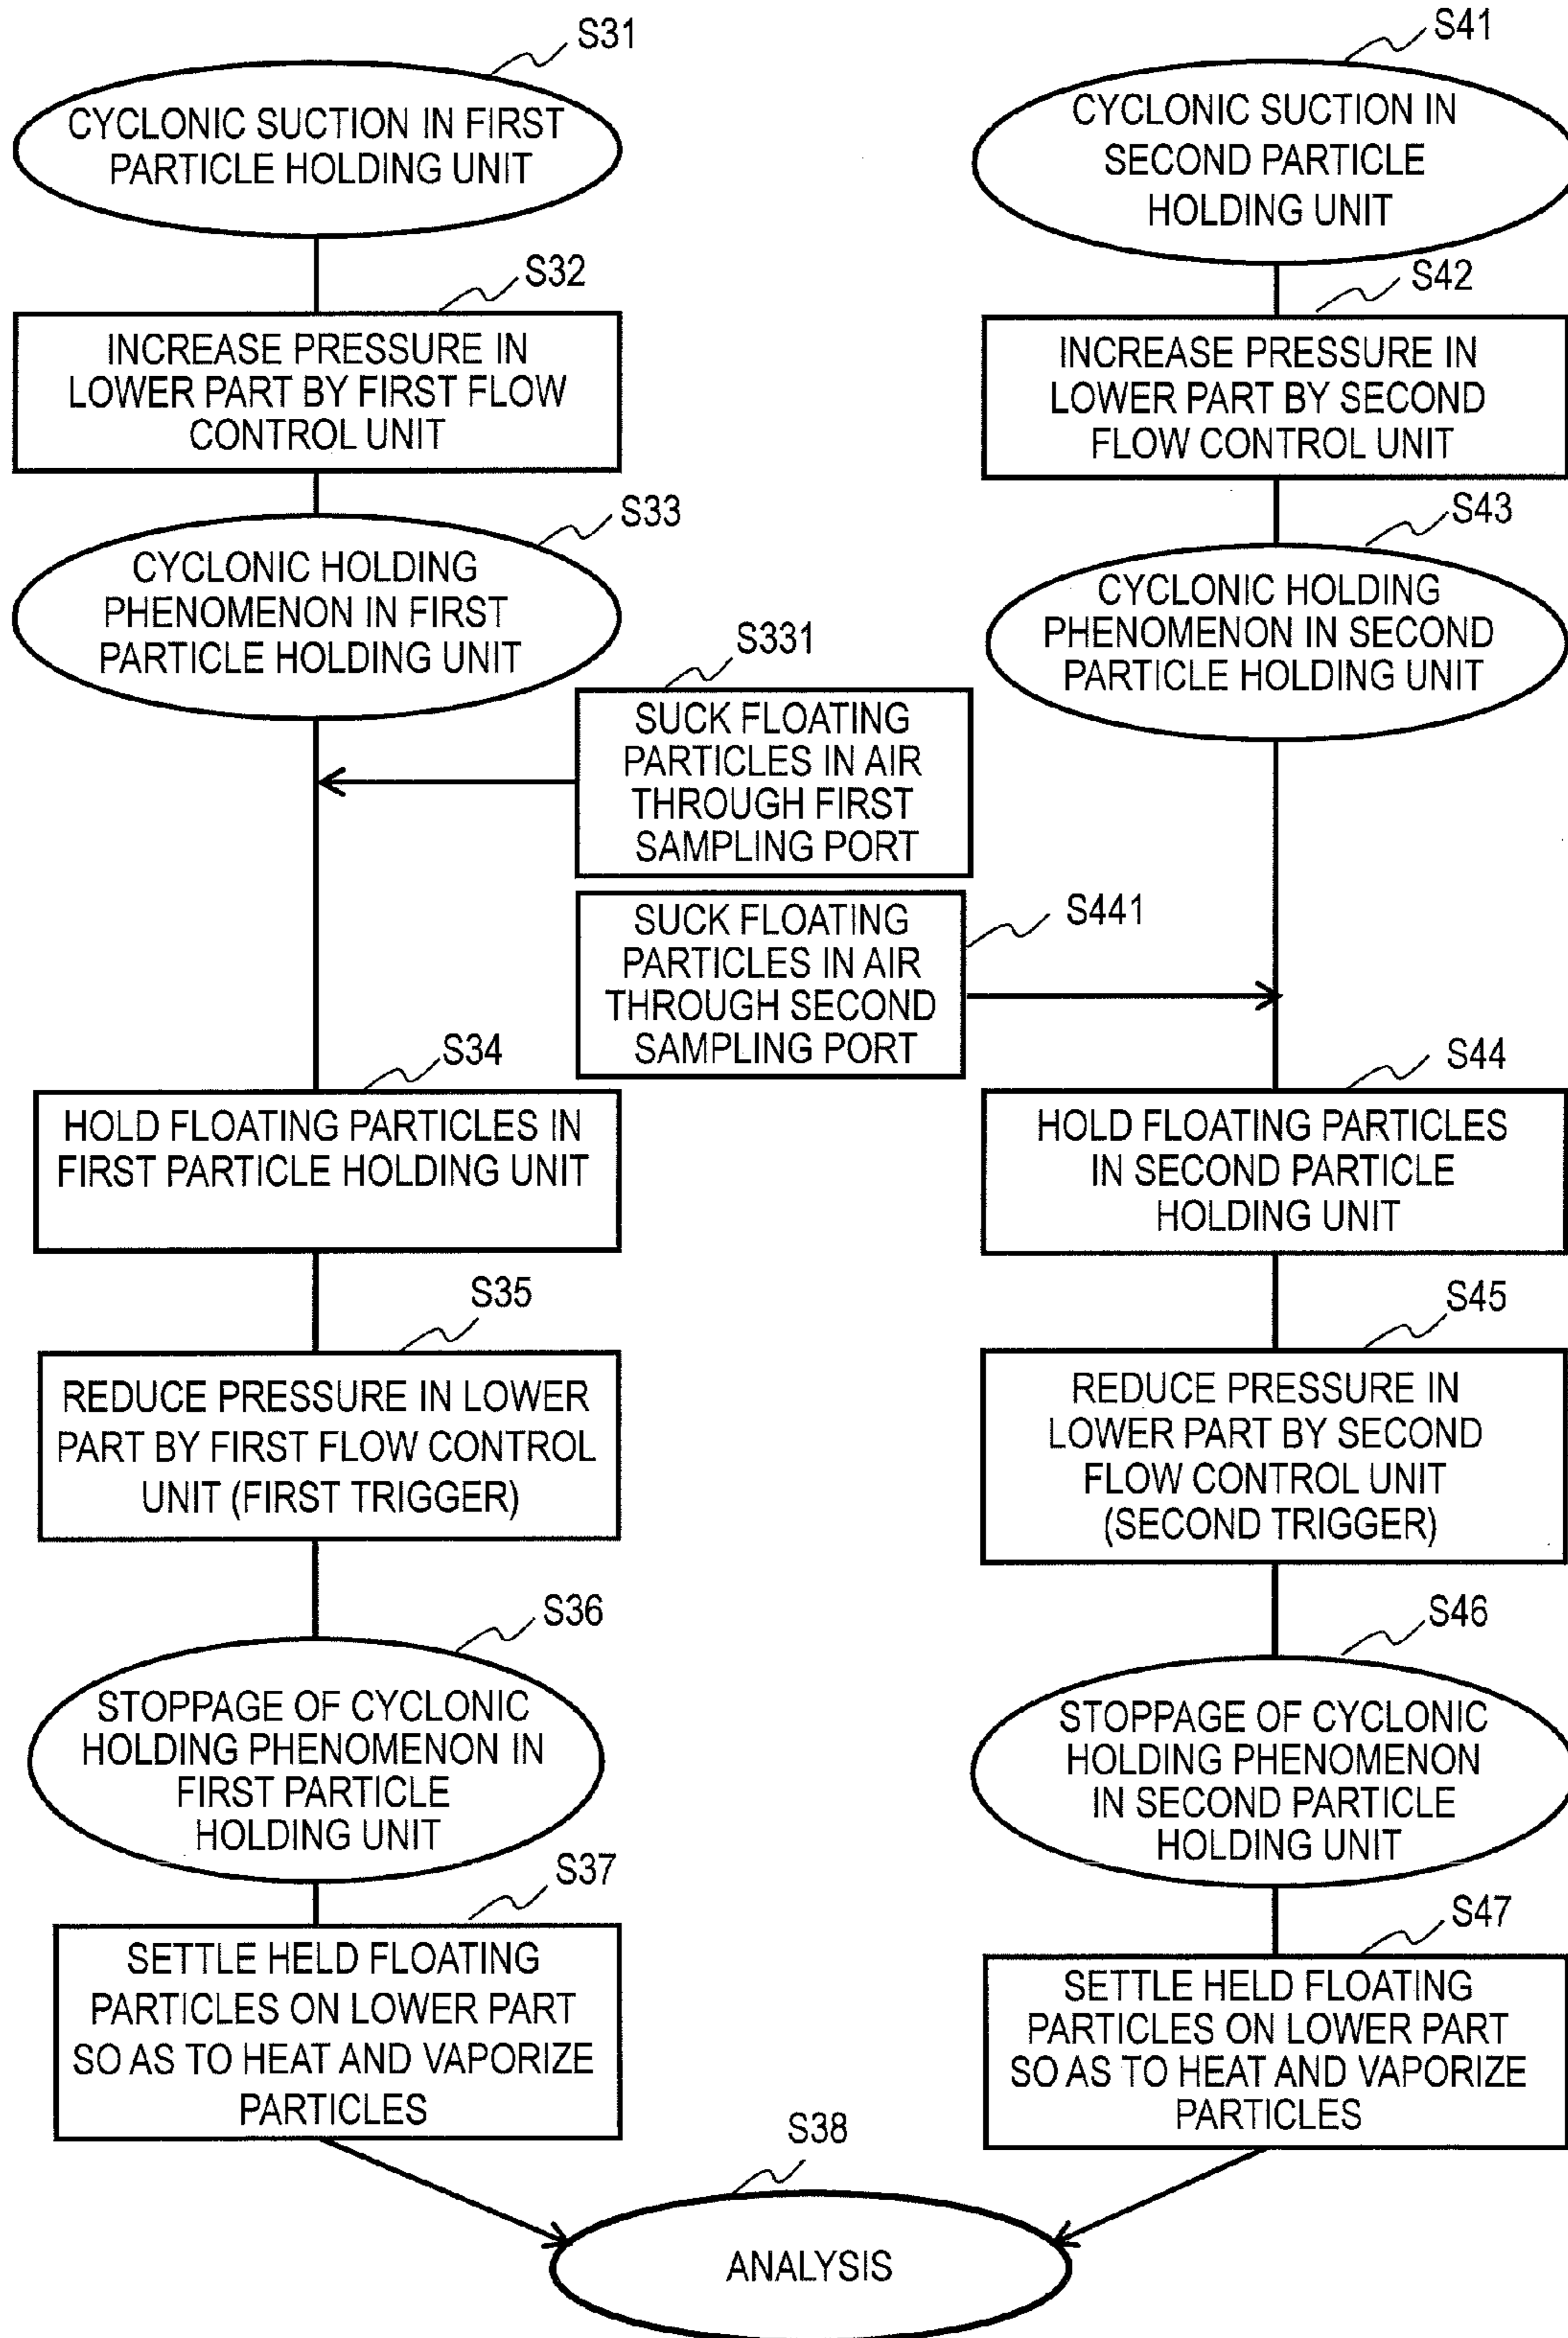 S31
CYCLONIC SUCTION IN FIRST
PARTICLE HOLDING UNIT
S32
INCREASE PRESSURE IN
LOWER PART BY FIRST FLOW
CONTROL UNIT
S33
CYCLONIC HOLDING
PHENOMENON IN FIRST
PARTICLE HOLDING UNIT
S331
SUCK FLOATING
PARTICLES IN AIR
THROUGH FIRST
SAMPLING PORT
S34
HOLD FLOATING PARTICLES IN
FIRST PARTICLE HOLDING UNIT
S35
REDUCE PRESSURE IN LOWER
PART BY FIRST FLOW CONTROL
UNIT (FIRST TRIGGER)
S36
STOPPAGE OF CYCLONIC
HOLDING PHENOMENON IN
FIRST PARTICLE
HOLDING UNIT
S37
SETTLE HELD FLOATING
PARTICLES ON LOWER PART
SO AS TO HEAT AND VAPORIZE
PARTICLES
S41
CYCLONIC SUCTION IN
SECOND PARTICLE
HOLDING UNIT
S42
INCREASE PRESSURE IN
LOWER PART BY SECOND
FLOW CONTROL UNIT
S43
CYCLONIC HOLDING
PHENOMENON IN SECOND
PARTICLE HOLDING UNIT
S441
SUCK FLOATING
PARTICLES IN AIR
THROUGH SECOND
SAMPLING PORT
S44
HOLD FLOATING PARTICLES
IN SECOND PARTICLE
HOLDING UNIT
S45
REDUCE PRESSURE IN
LOWER PART BY SECOND
FLOW CONTROL UNIT
(SECOND TRIGGER)
S46
STOPPAGE OF CYCLONIC
HOLDING PHENOMENON
IN SECOND PARTICLE
HOLDING UNIT
S47
SETTLE HELD FLOATING
PARTICLES ON LOWER PART
SO AS TO HEAT AND VAPORIZE
PARTICLES
S38
ANALYSIS